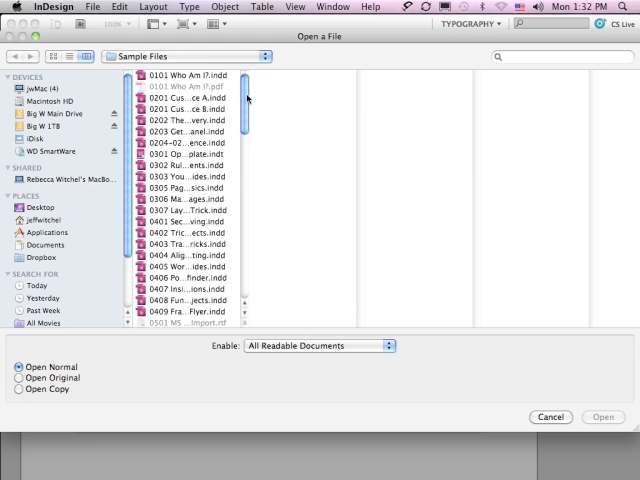 InDesign File Edit Layout Type Object Table View Window Help Mon 1:32 PM
100% TYPOGRAPHY CS Live
Open a File
Sample Files
DEVICES
jwMac (4)
Macintosh HD
Big W Main Drive
Big W 1TB
iDisk
WD SmartWare
SHARED
Rebecca Witchel's MacBo...
PLACES
Desktop
jeffwitchel
Applications
Documents
Dropbox
SEARCH FOR
Today
Yesterday
Past Week
All Movies
0101 Who Am I?.indd
0101 Who Am I?.pdf
0201 Cus...ce A.indd
0201 Cus...ce B.indd
0202 The...very.indd
0203 Get...anel.indd
0204-02...ence.indd
0301 Op...plate.indt
0302 Rul...ents.indd
0303 You...ides.indd
0305 Pag...sics.indd
0306 Ma...ages.indd
0307 Lay...Trick.indd
0401 Sec...ving.indd
0402 Tric...ects.indd
0403 Tra...ricks.indd
0404 Alig...ting.indd
0405 Wor...ides.indd
0406 Po...finder.indd
0407 Insi...ions.indd
0408 Fun...jects.indd
0409 Fra...Flyer.indd
0501 MS ...Import.rtf
Enable: All Readable Documents
Open Normal
Open Original
Open Copy
Cancel Open